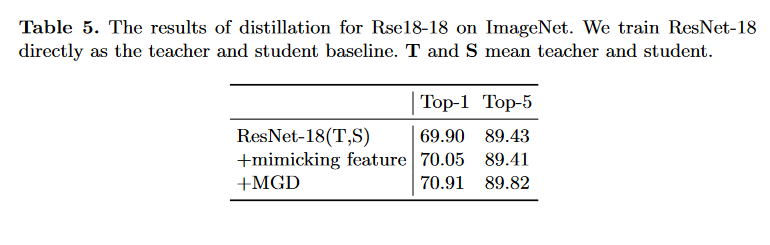 Table 5. The results of distillation for Rse18-18 on ImageNet. We train ResNet-18
directly as the teacher and student baseline. T and S mean teacher and student.
Top-1 Top-5
ResNet-18(T,S) 69.90 89.43
+mimicking feature 70.05 89.41
+MGD 70.91 89.82